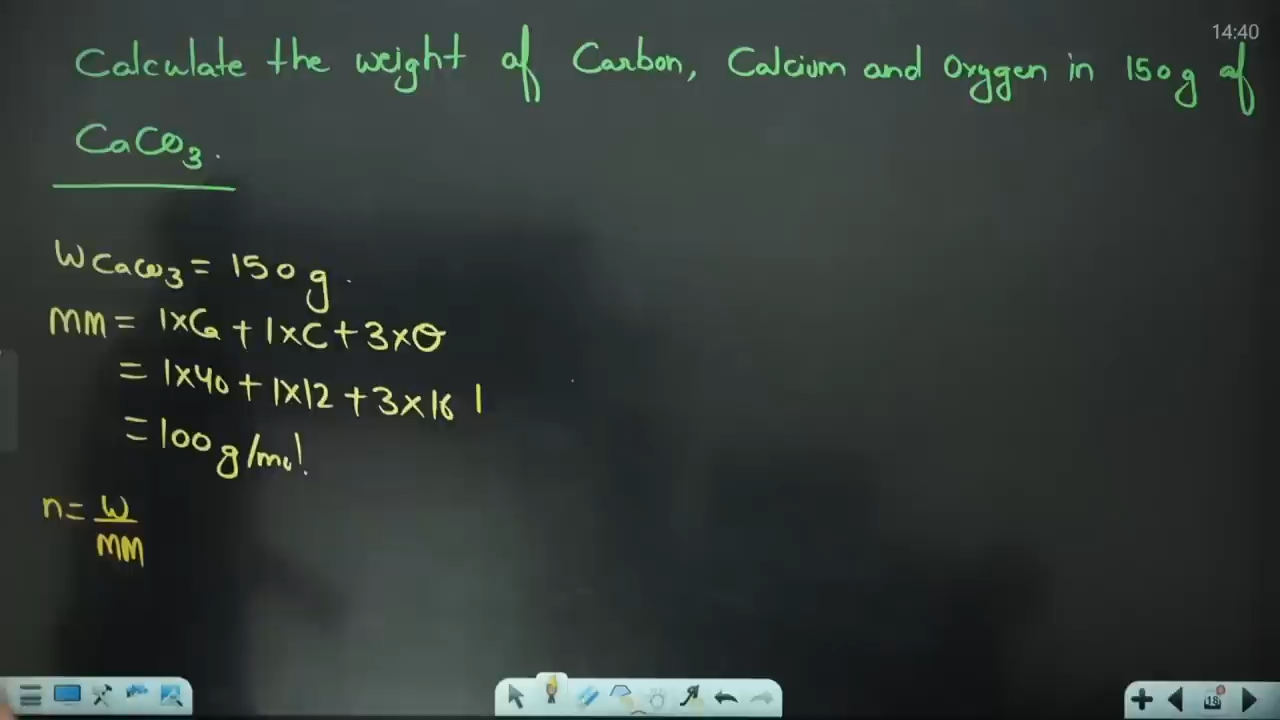 14:40
Calculate the weight of Carbon, Calcium and Oxygen in 150g of
CaCO3.
WCaCO3 = 150 g.
MM = 1×Ca + 1×C + 3×O
= 1×40 + 1×12 + 3×16 |
= 100 g/mol.
n = W
MM
18